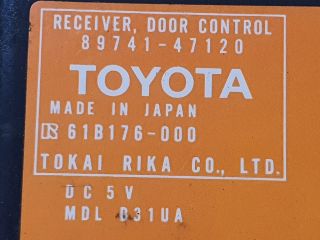 RECEIVER, DOOR CONTROL
89741-47120
TOYOTA
MADE IN JAPAN
61B176-000
TOKAI RIKA CO., LTD.
DC 5V
MDL B31UA